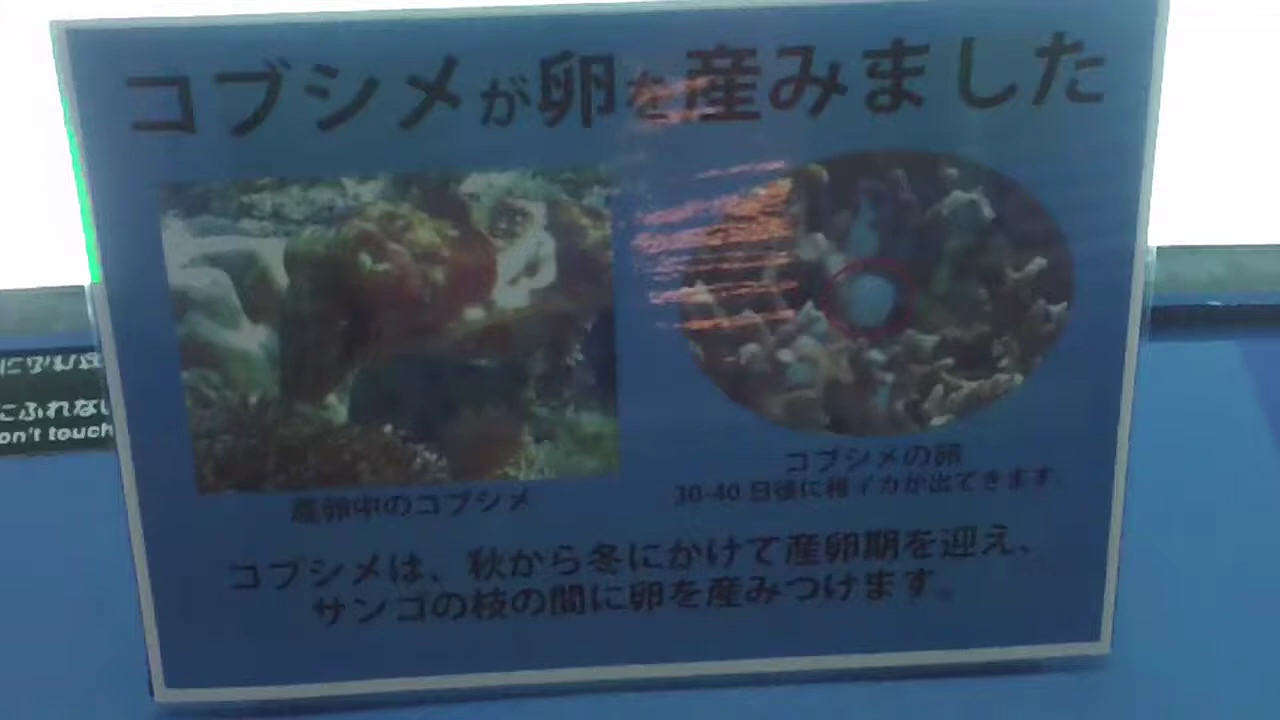 コブシメが卵を産みました
産卵中のコブシメ
コブシメの卵
30-40日後に稚イカが出てきます。
コブシメは、秋から冬にかけて産卵期を迎え、
サンゴの枝の間に卵を産みつけます。
にふれない
on't touch